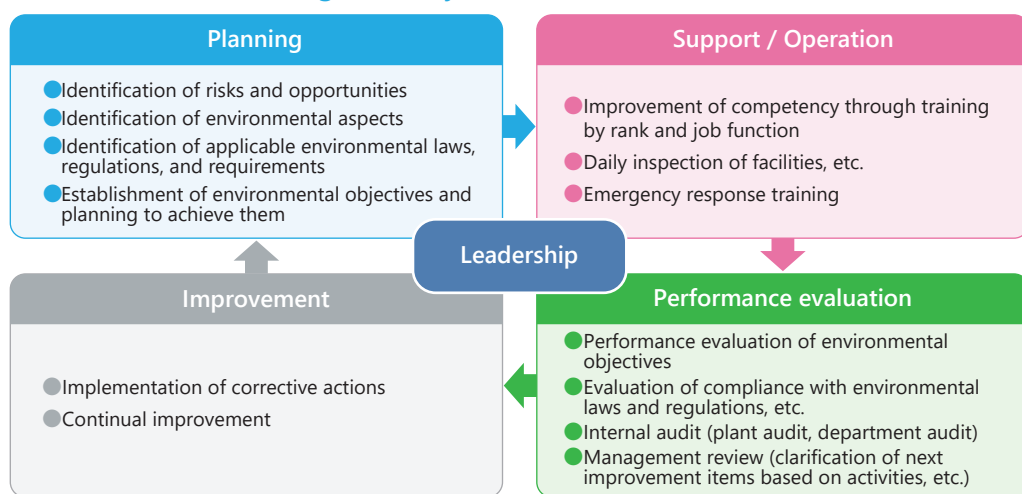 Planning
●Identification of risks and opportunities
●Identification of environmental aspects
●Identification of applicable environmental laws,
regulations, and requirements
●Establishment of environmental objectives and
planning to achieve them
Support / Operation
●Improvement of competency through training
by rank and job function
●Daily inspection of facilities, etc.
●Emergency response training
Leadership
Improvement
●Implementation of corrective actions
●Continual improvement
Performance evaluation
●Performance evaluation of environmental
objectives
●Evaluation of compliance with environmental
laws and regulations, etc.
●Internal audit (plant audit, department audit)
●Management review (clarification of next
improvement items based on activities, etc.)